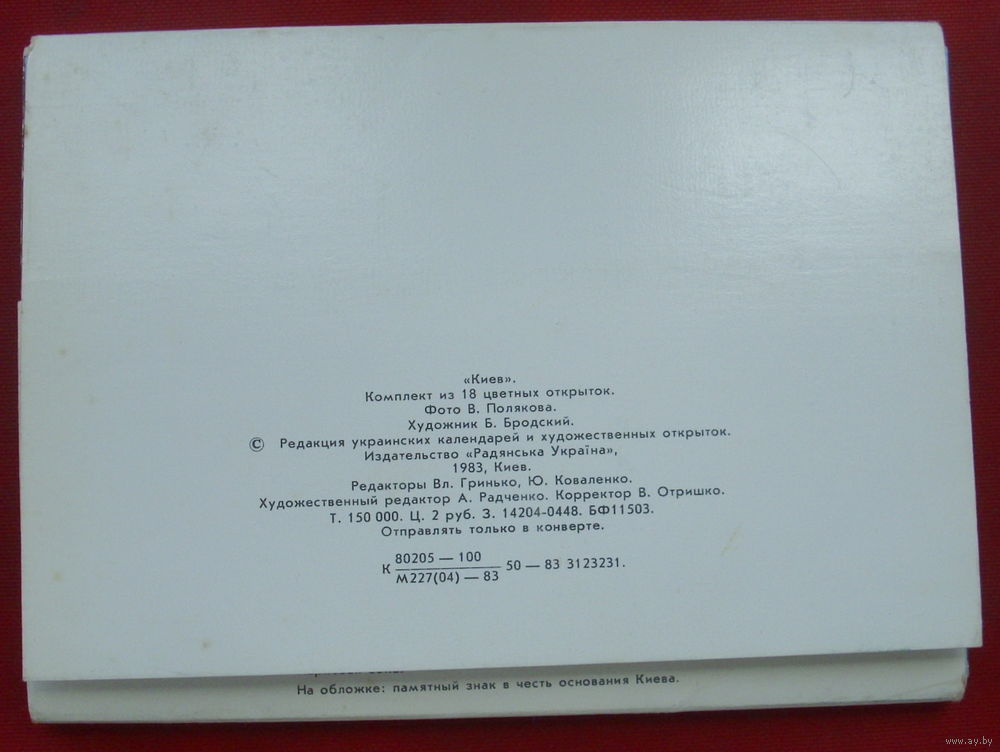 «Киев».
Комплект из 18 цветных открыток.
Фото В. Полякова.
Художник Б. Бродский.
© Редакция украинских календарей и художественных открыток.
Издательство «Радянська Україна»,
1983, Киев.
Редакторы Вл. Гринько, Ю. Коваленко.
Художественный редактор А. Радченко. Корректор В. Отришко.
Т. 150 000. Ц. 2 руб. З. 14204-0448. БФ11503.
Отправлять только в конверте.
80205 — 100
К 50 — 83 3123231.
М227(04) — 83
На обложке: памятный знак в честь основания Киева.
www.ay.by